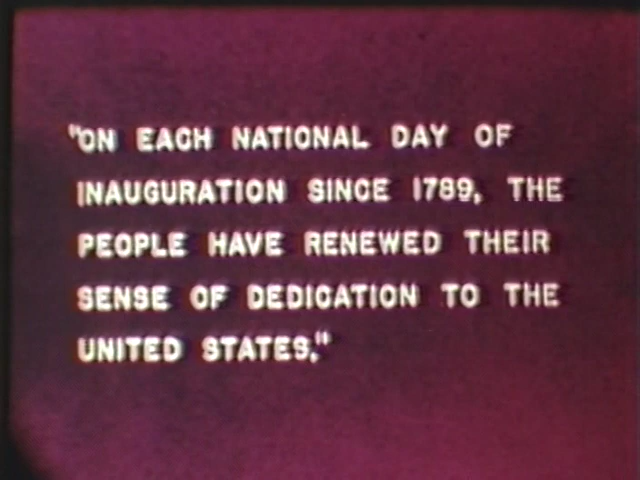 "ON EACH NATIONAL DAY OF
INAUGURATION SINCE 1789, THE
PEOPLE HAVE RENEWED THEIR
SENSE OF DEDICATION TO THE
UNITED STATES."